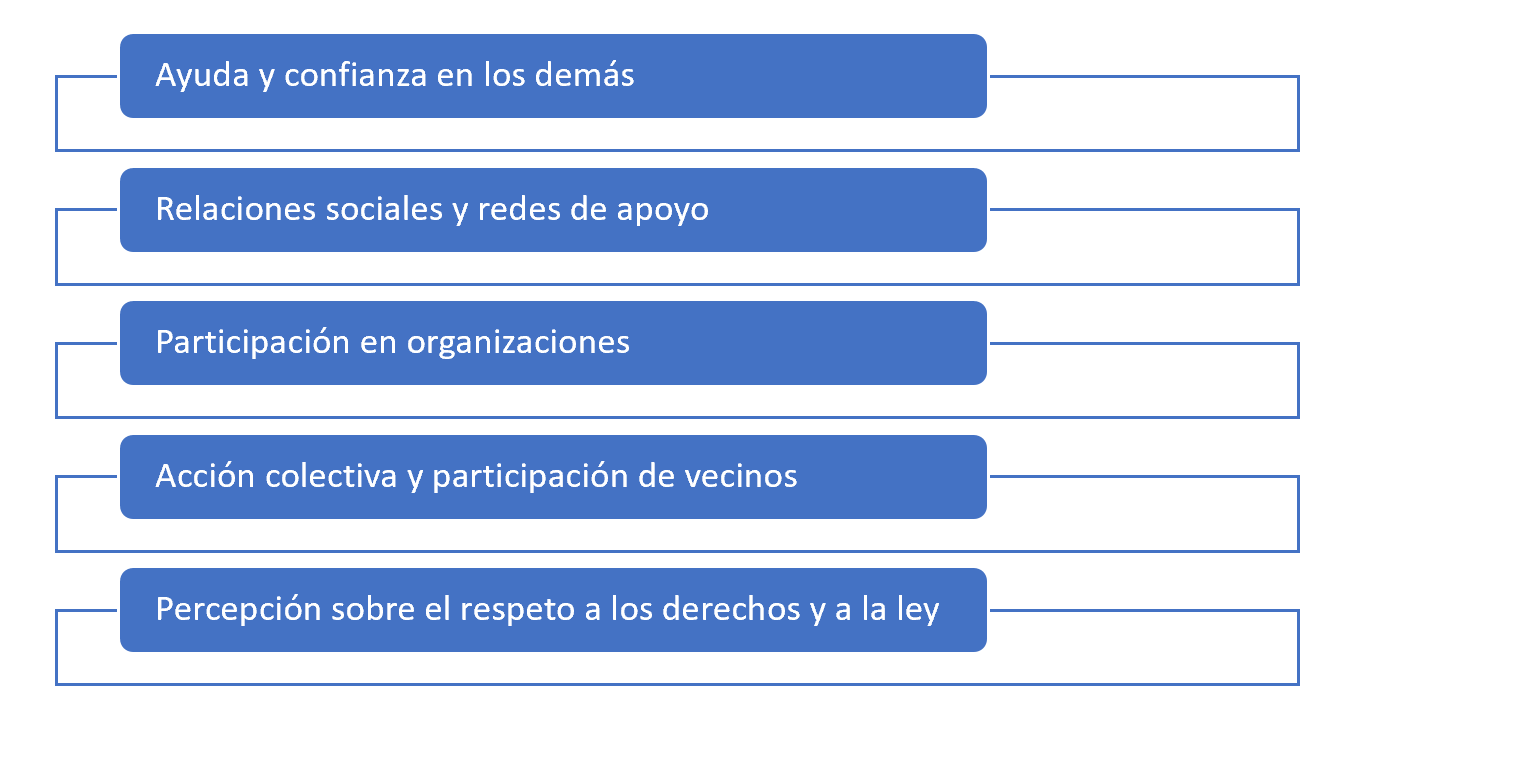 Ayuda y confianza en los demás
Relaciones sociales y redes de apoyo
Participación en organizaciones
Acción colectiva y participación de vecinos
Percepción sobre el respeto a los derechos y a la ley